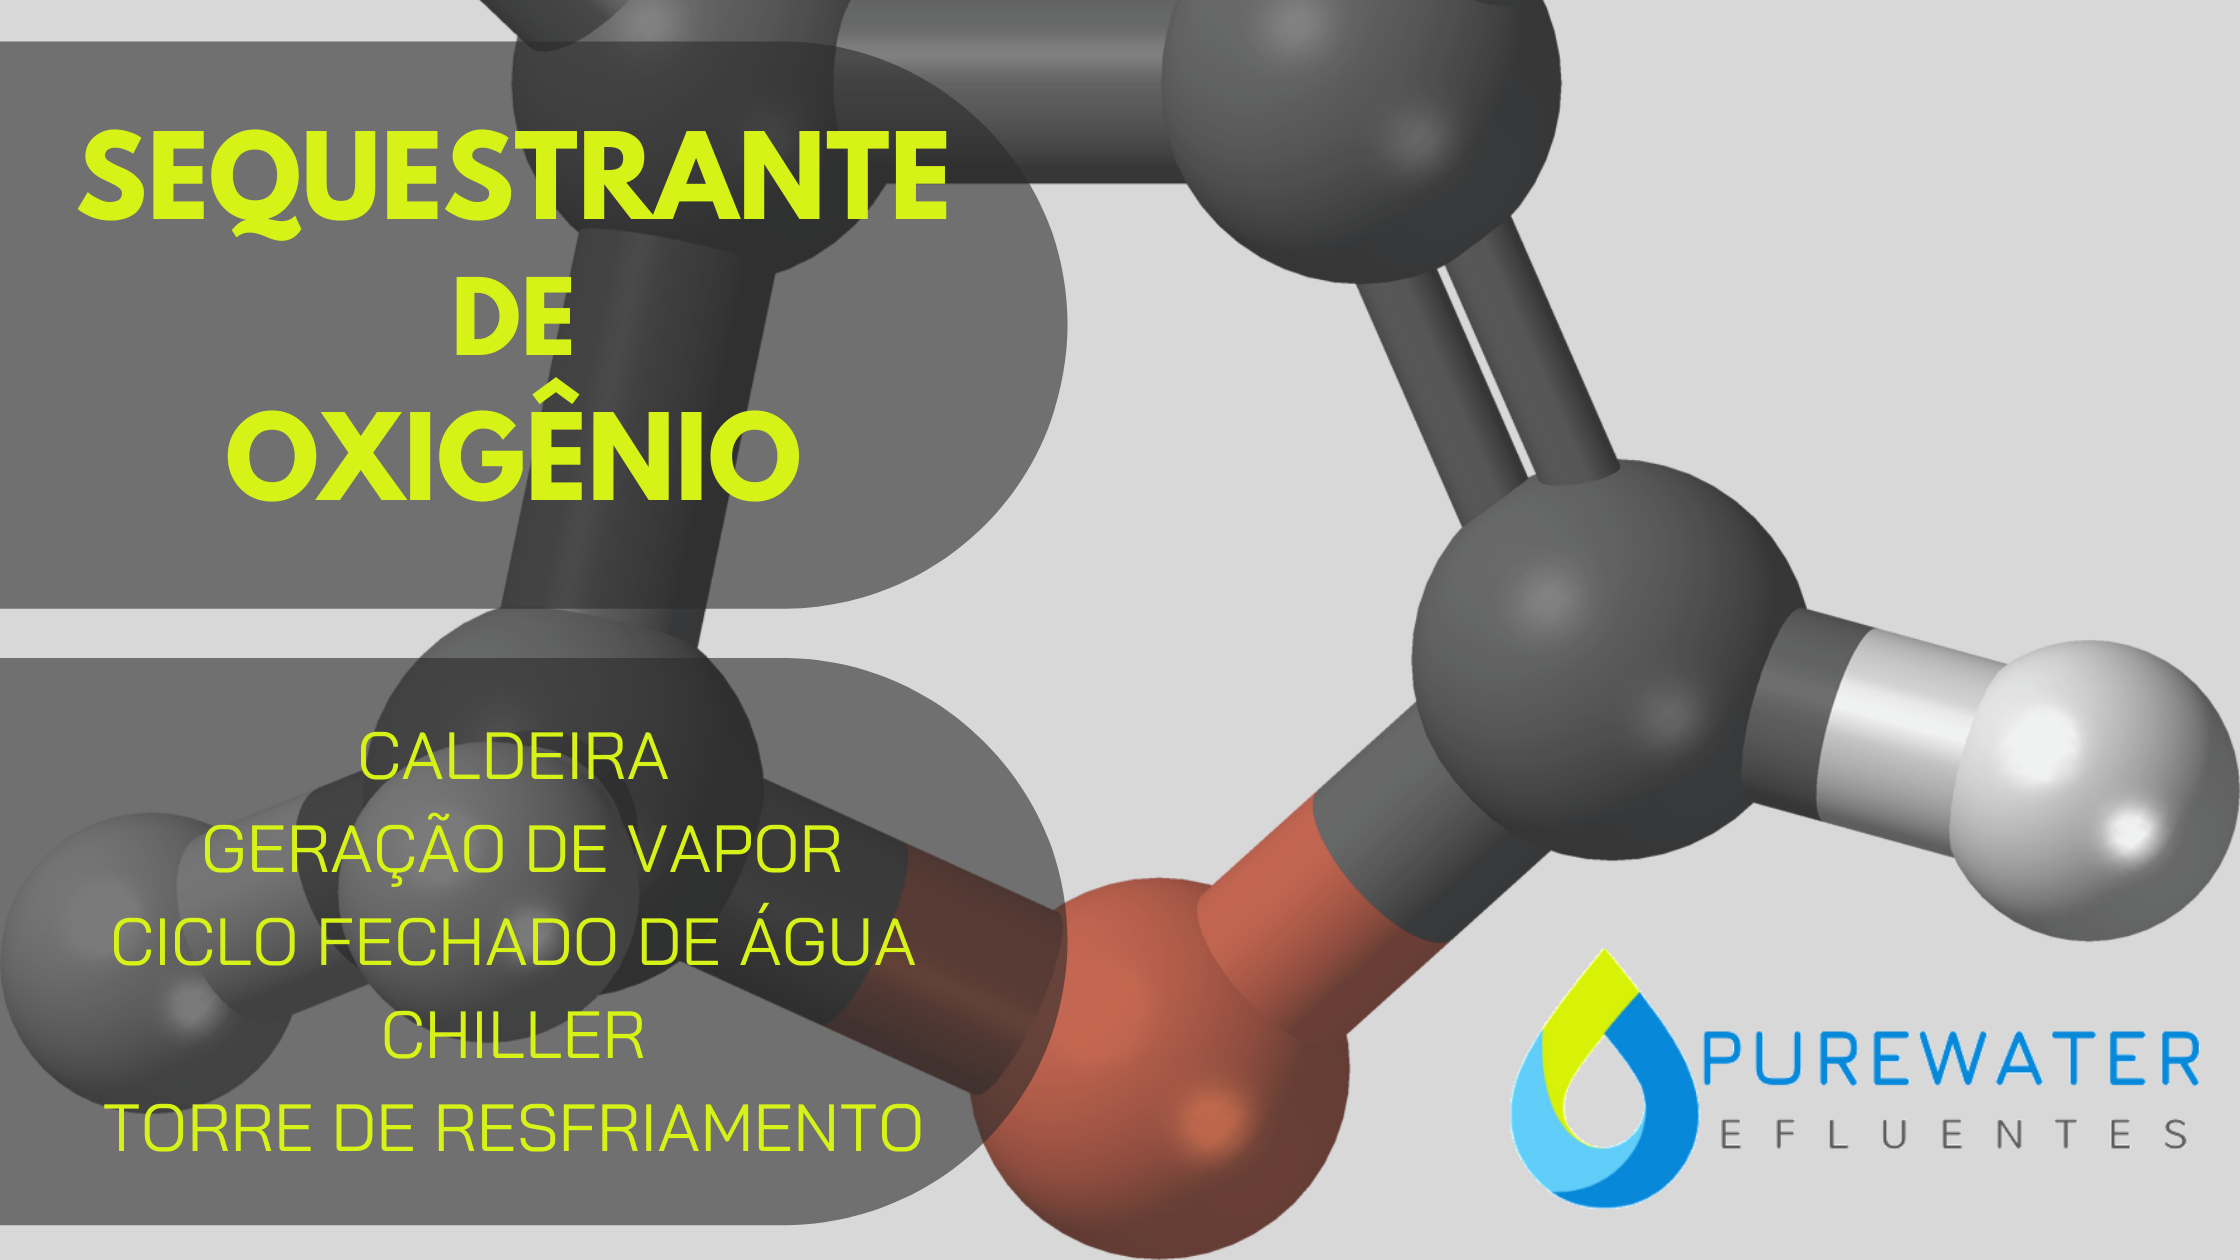 SEQUESTRANTE
DE
OXIGÊNIO
CALDEIRA
GERAÇÃO DE VAPOR
CICLO FECHADO DE ÁGUA
CHILLER
TORRE DE RESFRIAMENTO
PUREWATER
EFLUENTES